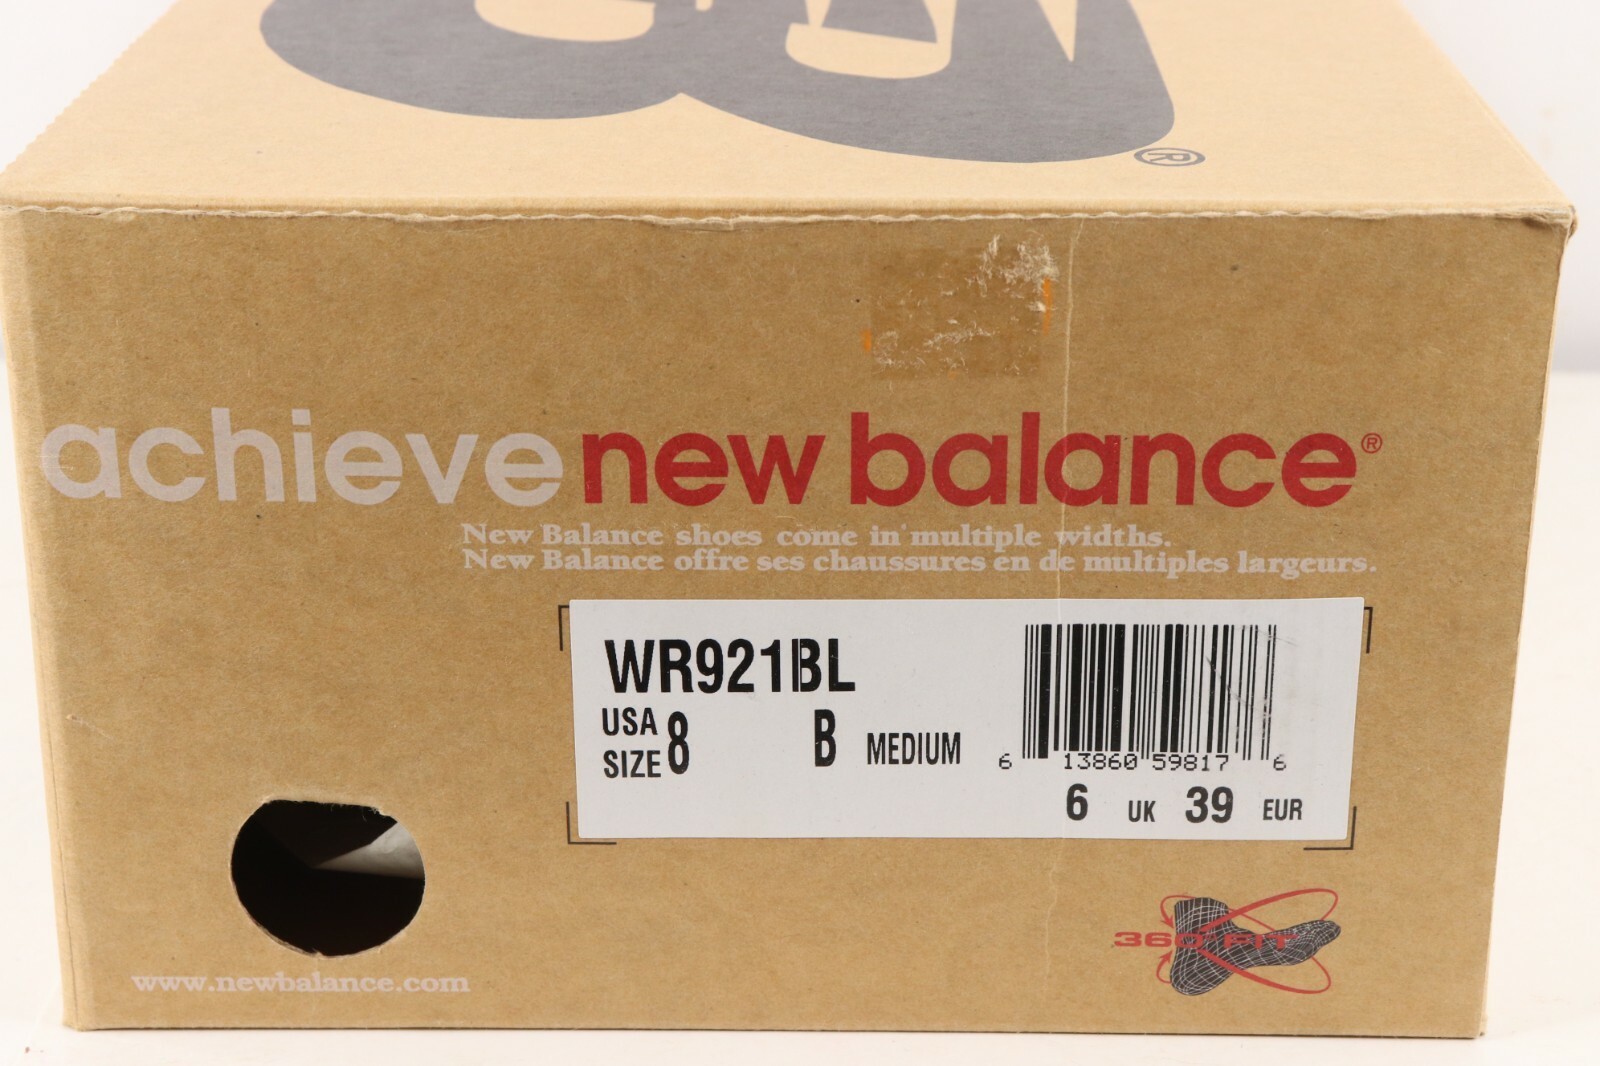 ®
achieve new balance®
New Balance shoes come in multiple widths.
New Balance offre ses chaussures en de multiples largeurs.
WR921BL
USA SIZE 8 B MEDIUM
6 13860 59817 6
6 UK 39 EUR
360° FIT
www.newbalance.com